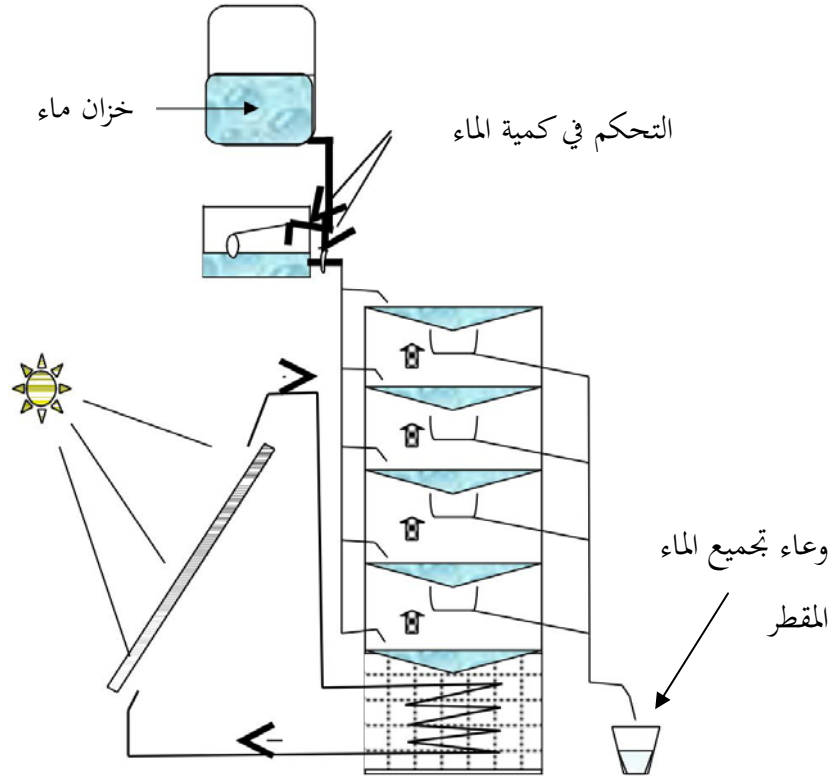 خزان ماء
التحكم في كمية الماء
وعاء تجميع الماء
المقطر